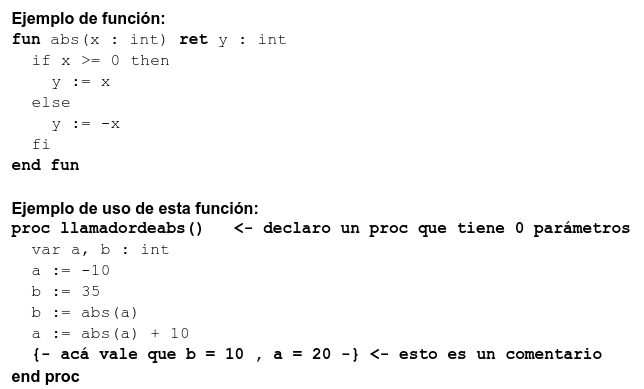 Ejemplo de función:
fun abs(x : int) ret y : int
if x >= 0 then
y := x
else
y := -x
fi
end fun
Ejemplo de uso de esta función:
proc llamadordeabs() <- declaro un proc que tiene 0 parámetros
var a, b : int
a := -10
b := 35
b := abs(a)
a := abs(a) + 10
{- acá vale que b = 10 , a = 20 -} <- esto es un comentario
end proc